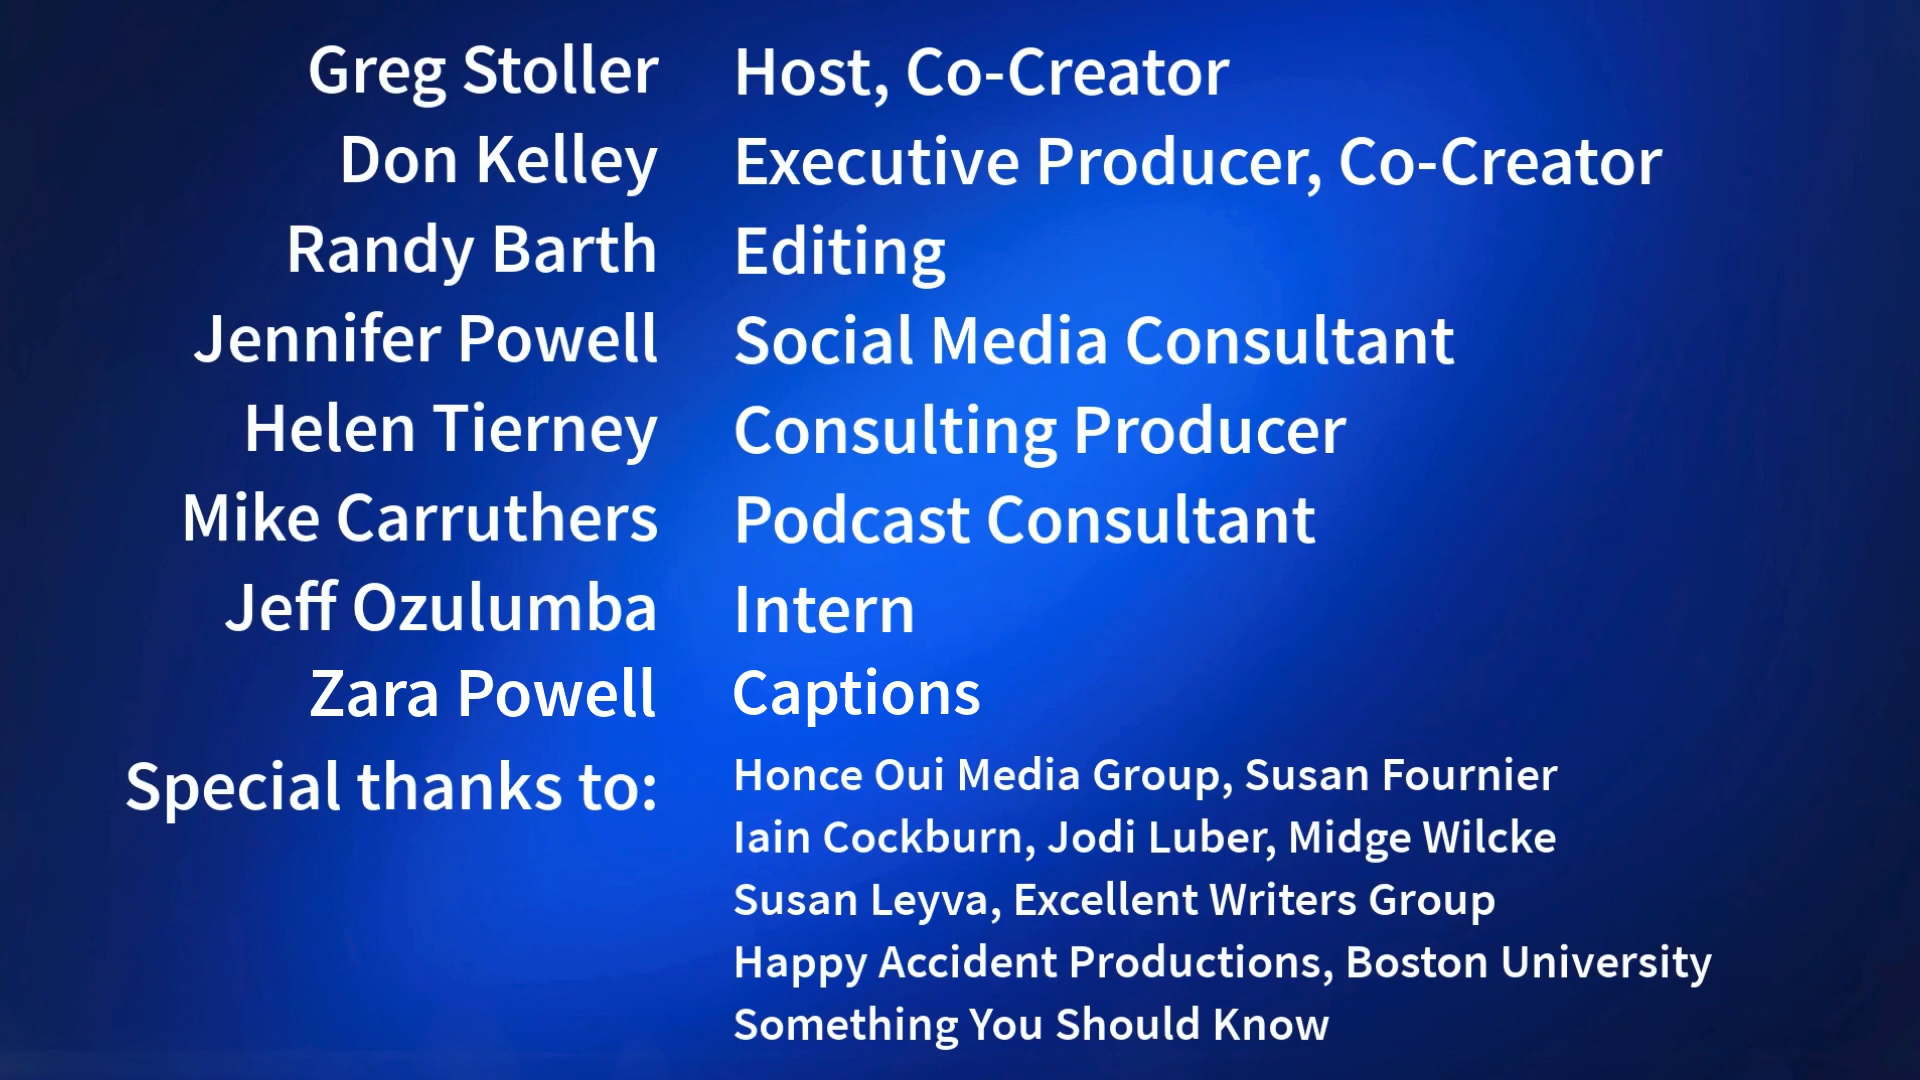 Greg Stoller Host, Co-Creator
Don Kelley Executive Producer, Co-Creator
Randy Barth Editing
Jennifer Powell Social Media Consultant
Helen Tierney Consulting Producer
Mike Carruthers Podcast Consultant
Jeff Ozulumba Intern
Zara Powell Captions
Special thanks to: Honce Oui Media Group, Susan Fournier
Iain Cockburn, Jodi Luber, Midge Wilcke
Susan Leyva, Excellent Writers Group
Happy Accident Productions, Boston University
Something You Should Know